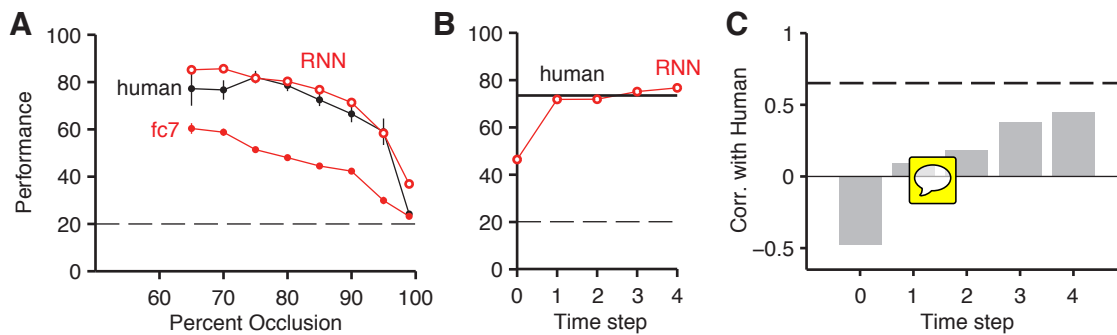 A
100
80
60
40
20
0
Performance
human
RNN
fc7
60 70 80 90 100
Percent Occlusion
B
100
80
60
40
20
0
human
RNN
0 1 2 3 4
Time step
C
1
0.5
0
−0.5
Corr. with Human
0 1 2 3 4
Time step